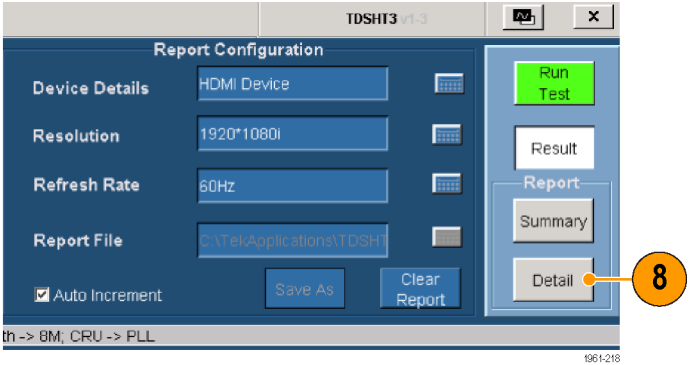 TDSHT3 v1-3
x
Report Configuration
Device Details
HDMI Device
Resolution
1920*1080i
Refresh Rate
60Hz
Report File
C:\TekApplications\TDSHT
Auto Increment
Save As
Clear
Report
Run
Test
Result
Report
Summary
Detail
8
th -> 8M; CRU -> PLL
1961-218